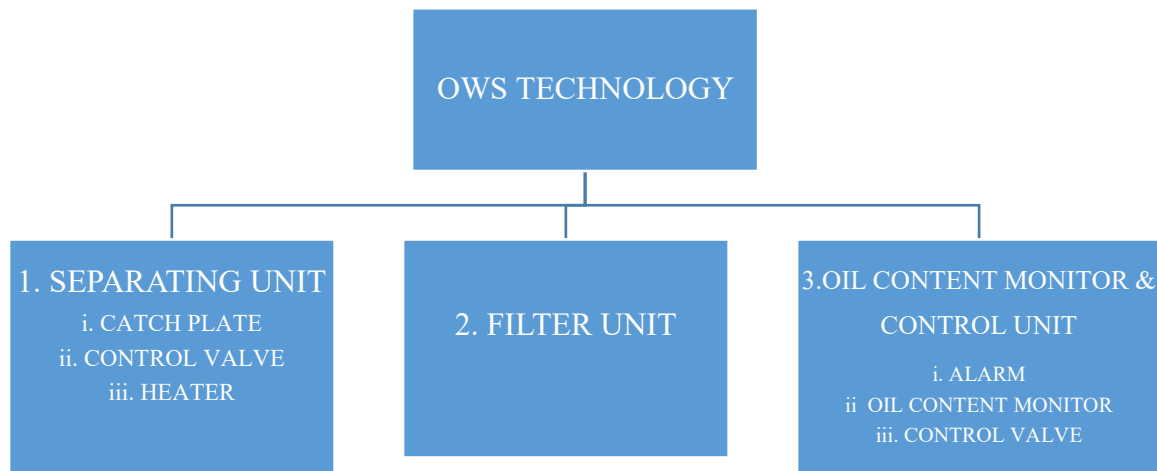 OWS TECHNOLOGY
1. SEPARATING UNIT
i. CATCH PLATE
ii. CONTROL VALVE
iii. HEATER
2. FILTER UNIT
3.OIL CONTENT MONITOR &
CONTROL UNIT
i. ALARM
ii OIL CONTENT MONITOR
iii. CONTROL VALVE